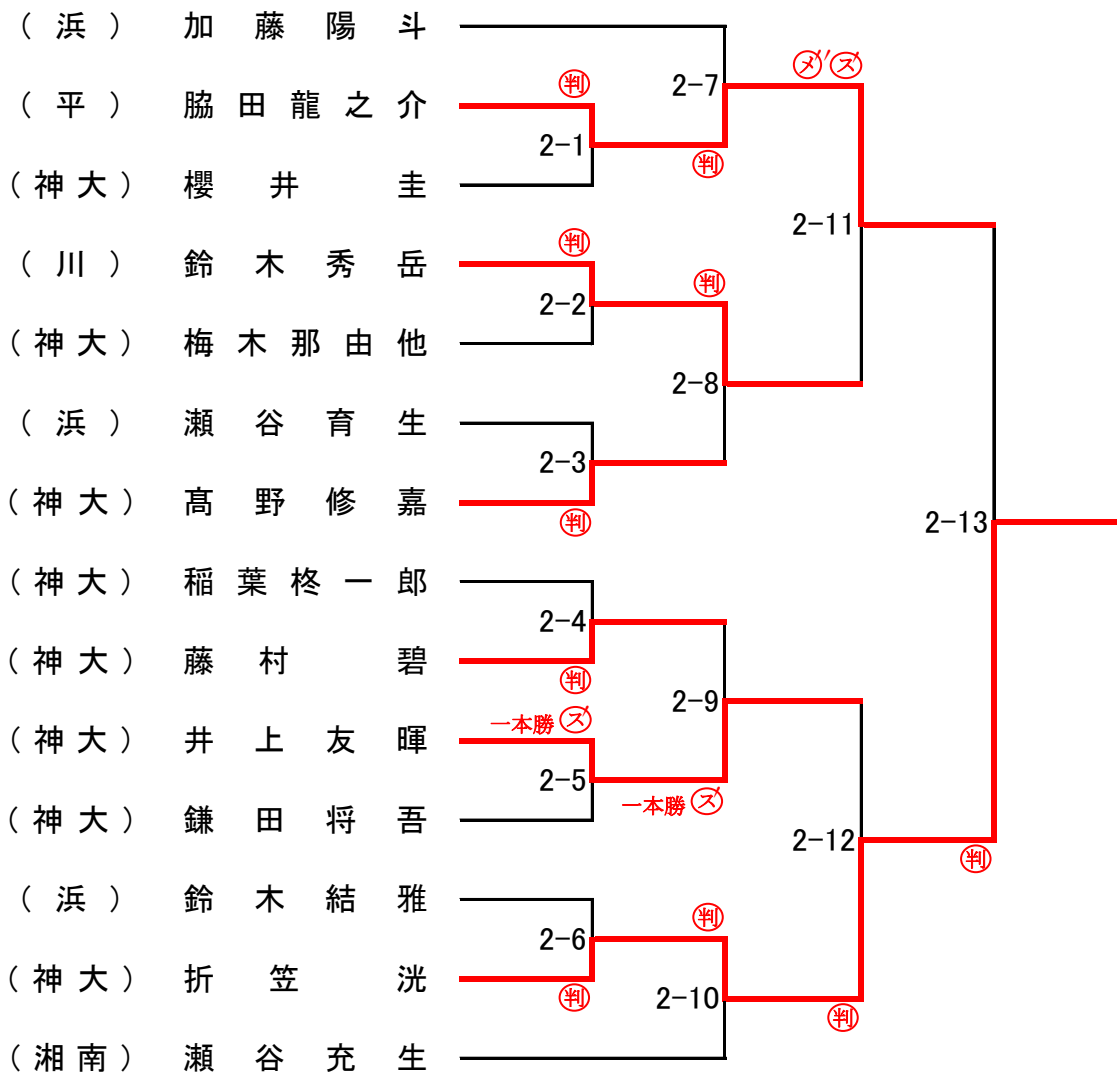 （ 浜 ） 加 藤 陽 斗
㋱ ㋜
㊞判 2-7
（ 平 ） 脇 田 龍 之 介
2-1
判
（ 神 大 ） 櫻 井 圭
2-11
判
（ 川 ） 鈴 木 秀 岳
判
2-2
（ 神 大 ） 梅 木 那 由 他
2-8
（ 浜 ） 瀬 谷 育 生
2-3
（ 神 大 ） 髙 野 修 嘉
判
2-13
（ 神 大 ） 稲 葉 柊 一 郎
2-4
（ 神 大 ） 藤 村 碧
判
2-9
一本勝 ズ
（ 神 大 ） 井 上 友 暉
2-5
一本勝 ズ
（ 神 大 ） 鎌 田 将 吾
2-12
判
（ 浜 ） 鈴 木 結 雅
判
2-6
（ 神 大 ） 折 笠 洸
判
2-10
判
（ 湘 南 ） 瀬 谷 充 生